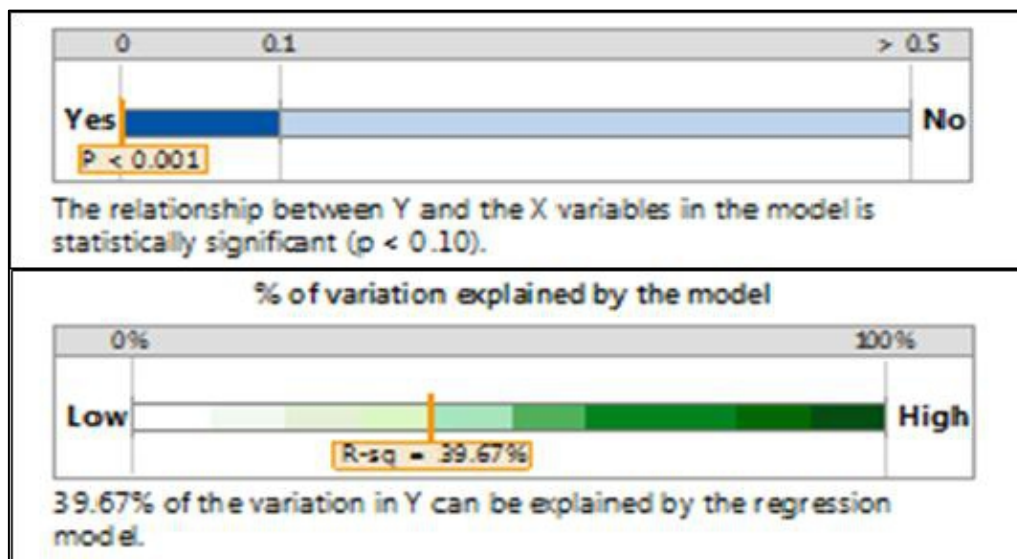 0 0.1 > 0.5
Yes No
P < 0.001
The relationship between Y and the X variables in the model is
statistically significant (p < 0.10).
% of variation explained by the model
0% 100%
Low High
R-sq = 39.67%
39.67% of the variation in Y can be explained by the regression
model.